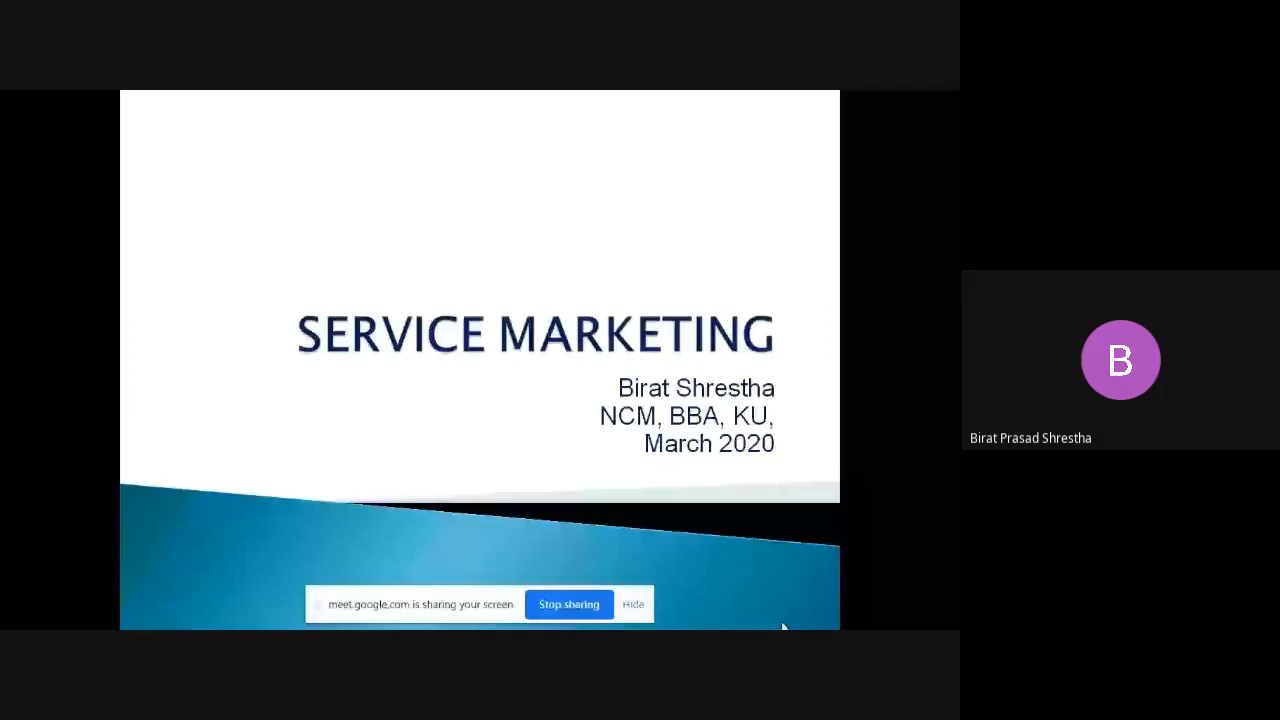 SERVICE MARKETING
Birat Shrestha
NCM, BBA, KU,
March 2020
meet.google.com is sharing your screen
Stop sharing
Hide
B
Birat Prasad Shrestha